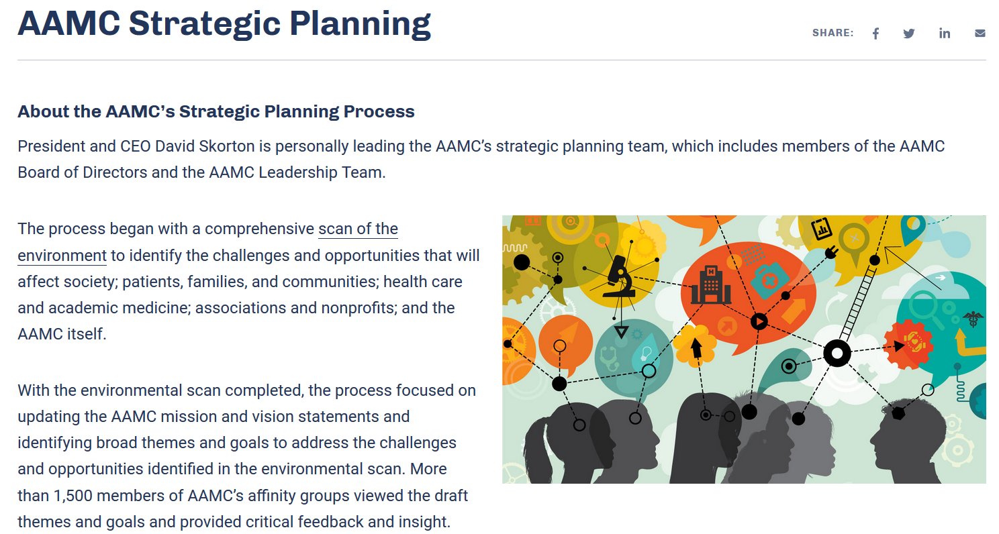 AAMC Strategic Planning
SHARE:
About the AAMC’s Strategic Planning Process
President and CEO David Skorton is personally leading the AAMC’s strategic planning team, which includes members of the AAMC
Board of Directors and the AAMC Leadership Team.
The process began with a comprehensive scan of the
environment to identify the challenges and opportunities that will
affect society; patients, families, and communities; health care
and academic medicine; associations and nonprofits; and the
AAMC itself.
With the environmental scan completed, the process focused on
updating the AAMC mission and vision statements and
identifying broad themes and goals to address the challenges
and opportunities identified in the environmental scan. More
than 1,500 members of AAMC’s affinity groups viewed the draft
themes and goals and provided critical feedback and insight.
H